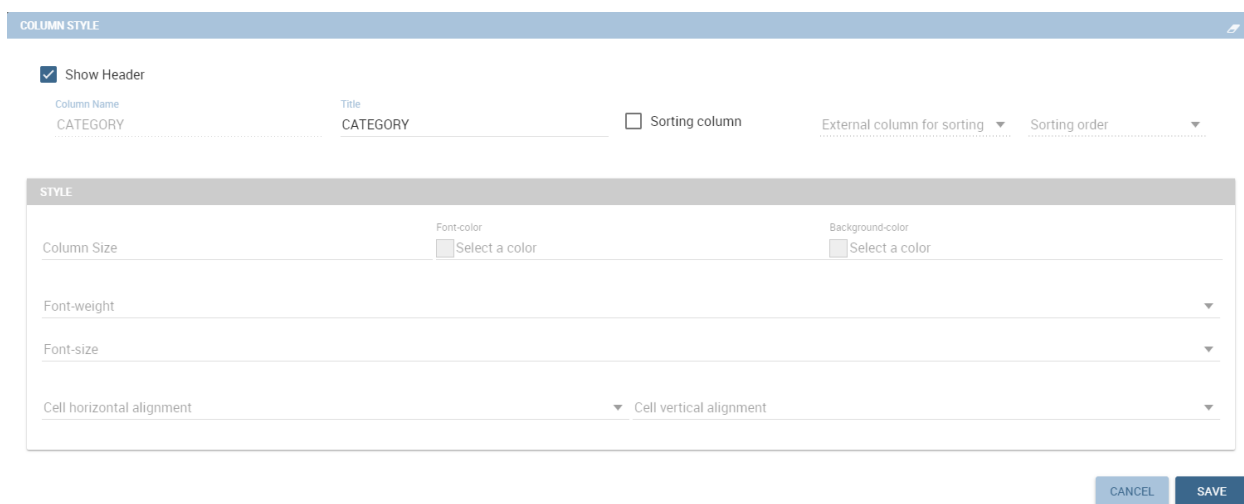 COLUMN STYLE
Show Header
Column Name
Title
CATEGORY
CATEGORY
Sorting column
External column for sorting
Sorting order
STYLE
Font-color
Background-color
Column Size
Select a color
Select a color
Font-weight
Font-size
Cell horizontal alignment
Cell vertical alignment
CANCEL
SAVE